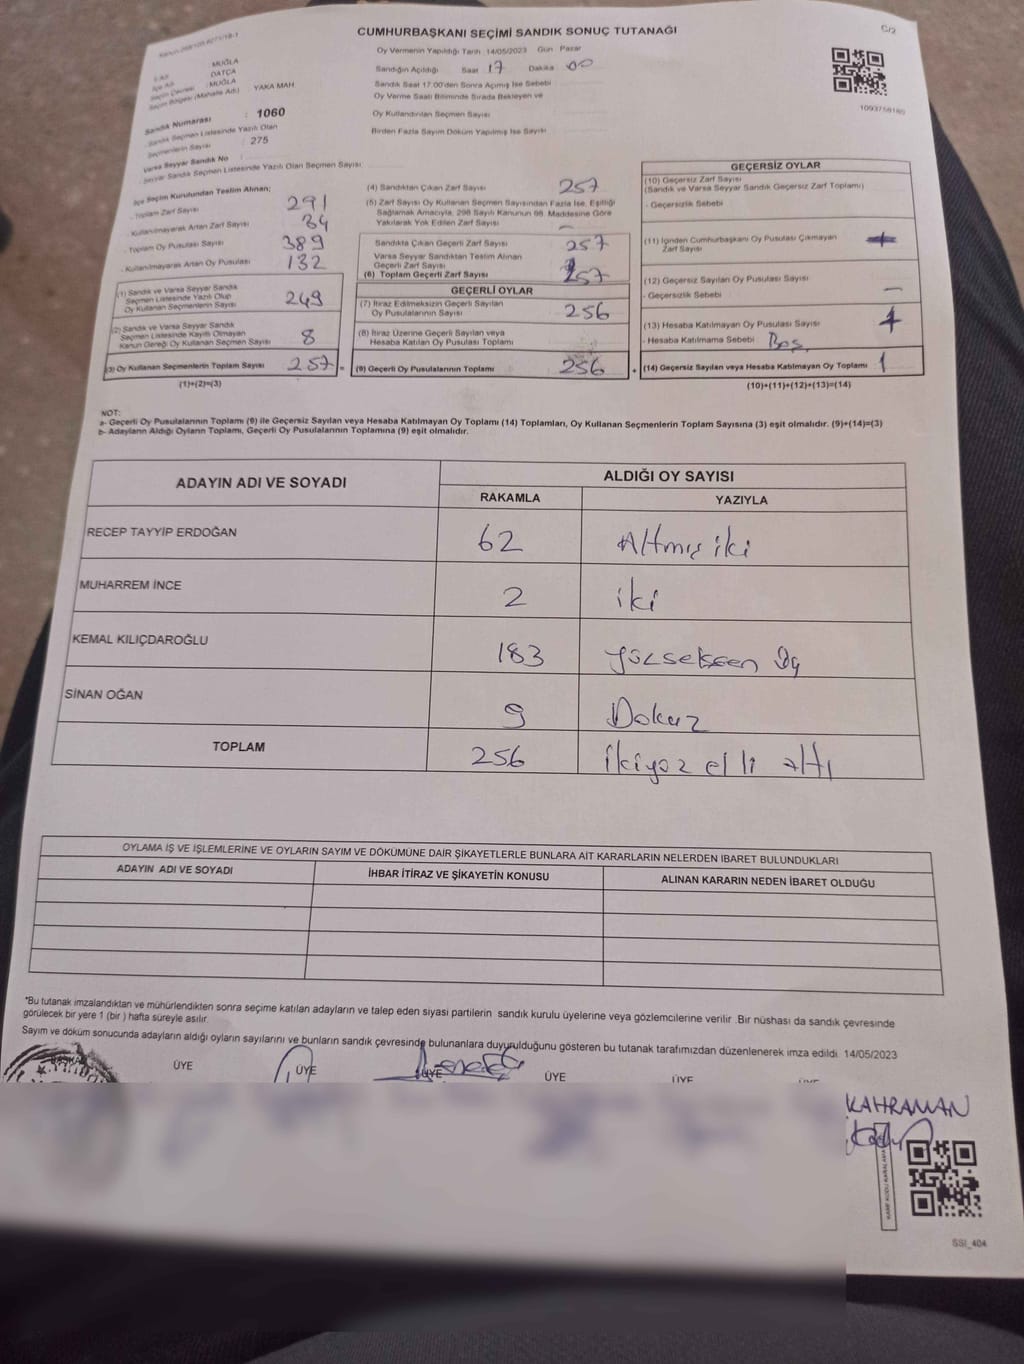 CUMHURBAŞKANI SEÇİMİ SANDIK SONUÇ TUTANAĞI
C/2
Oy Vermenin Yapıldığı Tarih 14/05/2023 Gün Pazar
Sandığın Açıldığı Saat 17 Dakika 00
Sandık Saat 17.00'den Sonra Açılmış İse Sebebi
Oy Verme Saati Bitiminde Sırada Bekleyen ve
Oy Kullandırılan Seçmen Sayısı
Birden Fazla Sayım Döküm Yapılmış İse Sayısı
MUĞLA
İlçe Adı DATÇA
Seçim Çevresi : MUĞLA
Seçim Bölgesi (Mahalle Adı) YAKA MAH
Sandık Numarası : 1060
Sandık Seçmen Listesinde Yazılı Olan
Seçmenlerin Sayısı : 275
Varsa Seyyar Sandık No
Seyyar Sandık Seçmen Listesinde Yazılı Olan Seçmen Sayısı
1093758180
İlçe Seçim Kurulundan Teslim Alınan;
- Toplam Zarf Sayısı 291
- Kullanılmayarak Artan Zarf Sayısı 34
- Toplam Oy Pusulası Sayısı 389
- Kullanılmayarak Artan Oy Pusulası 132
(1) Sandık ve Varsa Seyyar Sandık
Seçmen Listesinde Yazılı Olup
Oy Kullanan Seçmenlerin Sayısı 249
(2) Sandık ve Varsa Seyyar Sandık
Seçmen Listesinde Kayıtlı Olmayan
Kanun Gereği Oy Kullanan Seçmen Sayısı 8
(3) Oy Kullanan Seçmenlerin Toplam Sayısı 257 =
(1)+(2)=(3)
(4) Sandıktan Çıkan Zarf Sayısı 257
(5) Zarf Sayısı Oy Kullanan Seçmen Sayısından Fazla İse, Eşitliği
Sağlamak Amacıyla, 298 Sayılı Kanunun 98. Maddesine Göre
Yakılarak Yok Edilen Zarf Sayısı –
Sandıkta Çıkan Geçerli Zarf Sayısı 257
Varsa Seyyar Sandıktan Teslim Alınan
Geçerli Zarf Sayısı
(6) Toplam Geçerli Zarf Sayısı 257
GEÇERLİ OYLAR
(7) İtiraz Edilmeksizin Geçerli Sayılan
Oy Pusulalarının Sayısı 256
(8) İtiraz Üzerine Geçerli Sayılan veya
Hesaba Katılan Oy Pusulası Toplamı
(9) Geçerli Oy Pusulalarının Toplamı 256 +
GEÇERSİZ OYLAR
(10) Geçersiz Zarf Sayısı
(Sandık ve Varsa Seyyar Sandık Geçersiz Zarf Toplamı)
- Geçersizlik Sebebi
(11) İçinden Cumhurbaşkanı Oy Pusulası Çıkmayan
Zarf Sayısı
(12) Geçersiz Sayılan Oy Pusulası Sayısı
- Geçersizlik Sebebi –
(13) Hesaba Katılmayan Oy Pusulası Sayısı 1
- Hesaba Katılmama Sebebi Boş
(14) Geçersiz Sayılan veya Hesaba Katılmayan Oy Toplamı 1
(10)+(11)+(12)+(13)=(14)
NOT:
a- Geçerli Oy Pusulalarının Toplamı (9) ile Geçersiz Sayılan veya Hesaba Katılmayan Oy Toplamı (14) Toplamları, Oy Kullanan Seçmenlerin Toplam Sayısına (3) eşit olmalıdır. (9)+(14)=(3)
b- Adayların Aldığı Oyların Toplamı, Geçerli Oy Pusulalarının Toplamına (9) eşit olmalıdır.
ADAYIN ADI VE SOYADI
ALDIĞI OY SAYISI
RAKAMLA YAZIYLA
RECEP TAYYİP ERDOĞAN 62 Altmış iki
MUHARREM İNCE 2 iki
KEMAL KILIÇDAROĞLU 183 Yüzseksen Üç
SİNAN OĞAN 9 Dokuz
TOPLAM 256 ikiyüz elli altı
OYLAMA İŞ VE İŞLEMLERİNE VE OYLARIN SAYIM VE DÖKÜMÜNE DAİR ŞİKAYETLERLE BUNLARA AİT KARARLARIN NELERDEN İBARET BULUNDUKLARI
ADAYIN ADI VE SOYADI İHBAR İTİRAZ VE ŞİKAYETİN KONUSU ALINAN KARARIN NEDEN İBARET OLDUĞU
"Bu tutanak imzalandıktan ve mühürlendikten sonra seçime katılan adayların ve talep eden siyasi partilerin sandık kurulu üyelerine veya gözlemcilerine verilir .Bir nüshası da sandık çevresinde
görülecek bir yere 1 (bir ) hafta süreyle asılır.
Sayım ve döküm sonucunda adayların aldığı oyların sayılarını ve bunların sandık çevresinde bulunanlara duyurulduğunu gösteren bu tutanak tarafımızdan düzenlenerek imza edildi 14/05/2023
BAŞKAN ÜYE ÜYE ÜYE ÜYE ÜYE
KAHRAMAN
SSI_404